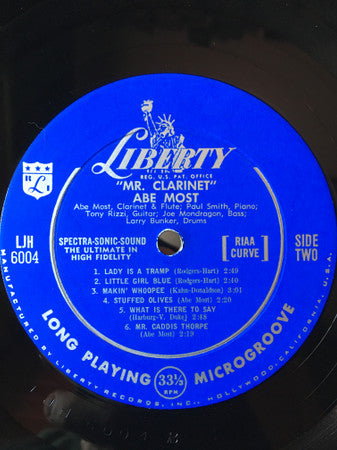 LIBERTY
REG. U.S. PAT. OFFICE
"MR. CLARINET"
ABE MOST
Abe Most, Clarinet & Flute; Paul Smith, Piano;
Tony Rizzi, Guitar; Joe Mondragon, Bass;
Larry Bunker, Drums
LJH
6004
SPECTRA-SONIC-SOUND
THE ULTIMATE IN
HIGH FIDELITY
RIAA
CURVE
SIDE
TWO
1. LADY IS A TRAMP (Rodgers-Hart) 2:49
2. LITTLE GIRL BLUE (Rodgers-Hart) 2:40
3. MAKIN' WHOOPEE (Kahn-Donaldson) 3:01
4. STUFFED OLIVES (Abe Most) 2:20
5. WHAT IS THERE TO SAY
(Harburg-V. Duke) 2:18
6. MR. CADDIS THORPE
(Abe Most) 2:19
LONG PLAYING 33⅓ MICROGROOVE
RPM
MANUFACTURED BY LIBERTY RECORDS, INC., HOLLYWOOD, CALIFORNIA, U.S.A.